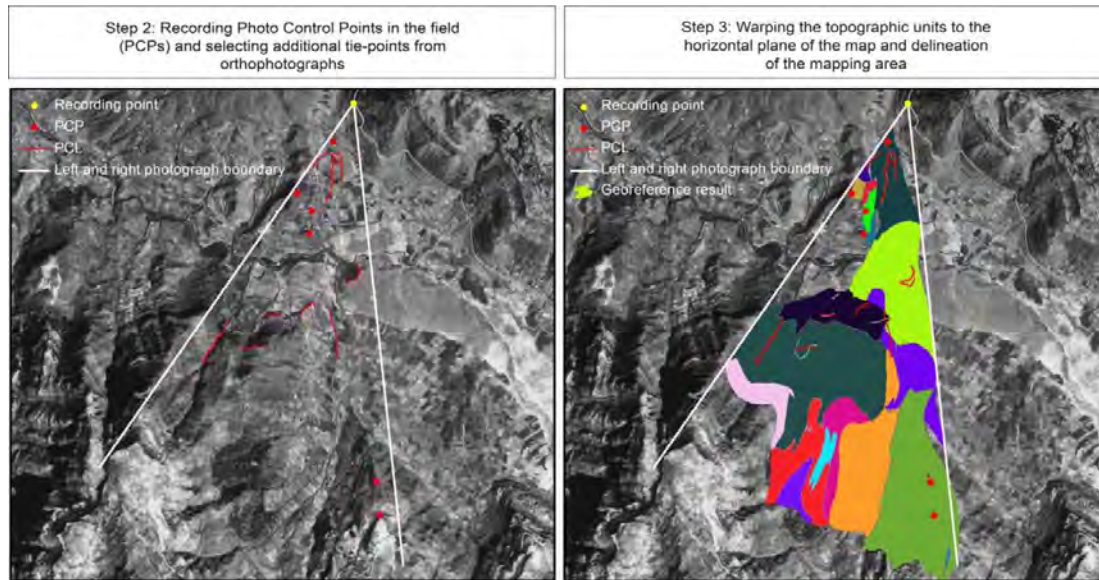 Step 2: Recording Photo Control Points in the field
(PCPs) and selecting additional tie-points from
orthophotographs
Recording point
PCP
PCL
Left and right photograph boundary
Step 3: Warping the topographic units to the
horizontal plane of the map and delineation
of the mapping area
Recording point
PCP
PCL
Left and right photograph boundary
Georeference result